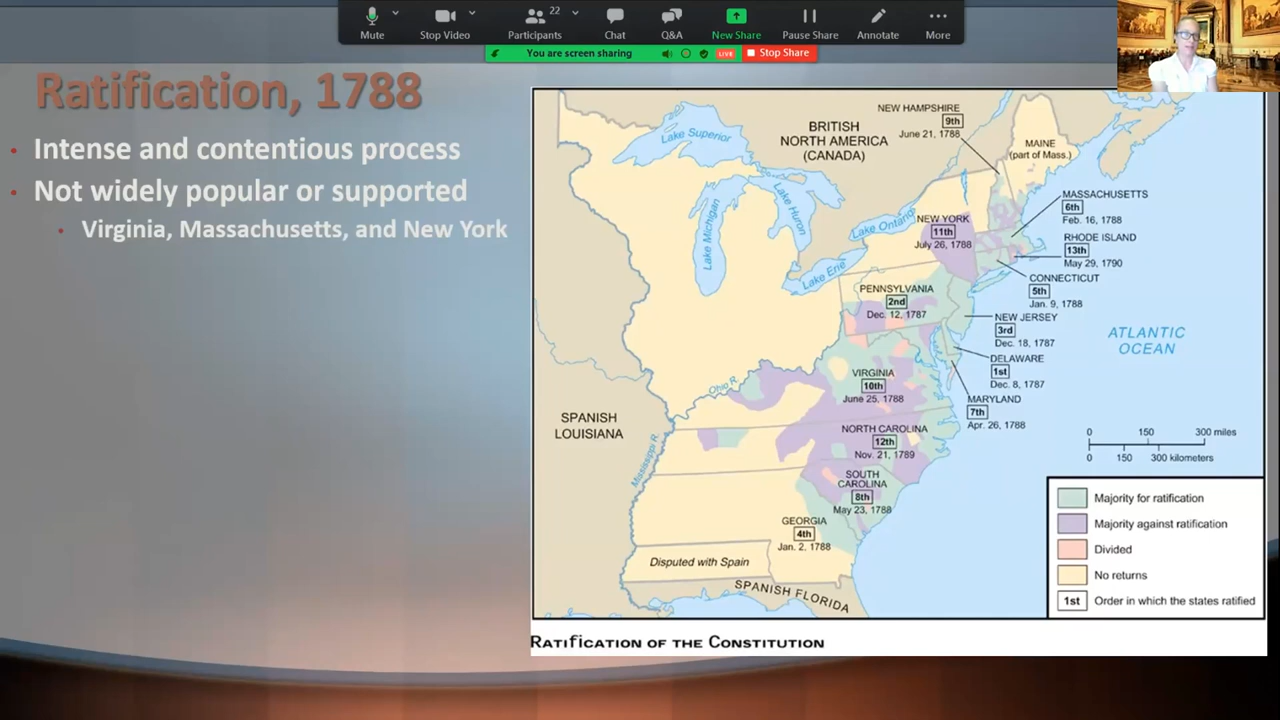 Mute
Stop Video
Participants
22
Chat
Q&A
New Share
Pause Share
Annotate
More
You are screen sharing
LIVE
Stop Share
Ratification, 1788
• Intense and contentious process
• Not widely popular or supported
• Virginia, Massachusetts, and New York
BRITISH
NORTH AMERICA
(CANADA)
NEW HAMPSHIRE
9th
June 21, 1788
MAINE
(part of Mass.)
Lake Superior
Lake Michigan
Lake Huron
Lake Ontario
Lake Erie
NEW YORK
11th
July 26, 1788
MASSACHUSETTS
6th
Feb. 16, 1788
RHODE ISLAND
13th
May 29, 1790
CONNECTICUT
5th
Jan. 9, 1788
PENNSYLVANIA
2nd
Dec. 12, 1787
NEW JERSEY
3rd
Dec. 18, 1787
DELAWARE
1st
Dec. 8, 1787
MARYLAND
7th
Apr. 26, 1788
ATLANTIC
OCEAN
Ohio R.
VIRGINIA
10th
June 25, 1788
SPANISH
LOUISIANA
Mississippi R.
NORTH CAROLINA
12th
Nov. 21, 1789
SOUTH
CAROLINA
8th
May 23, 1788
GEORGIA
4th
Jan. 2, 1788
Disputed with Spain
SPANISH FLORIDA
0 150 300 miles
0 150 300 kilometers
Majority for ratification
Majority against ratification
Divided
No returns
1st Order in which the states ratified
RATIFICATION OF THE CONSTITUTION